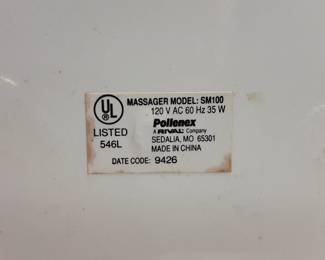 UL
MASSAGER MODEL: SM100
120 V AC 60 Hz 35 W
Pollenex
A RIVAL Company
SEDALIA, MO 65301
MADE IN CHINA
LISTED
546L
DATE CODE: 9426